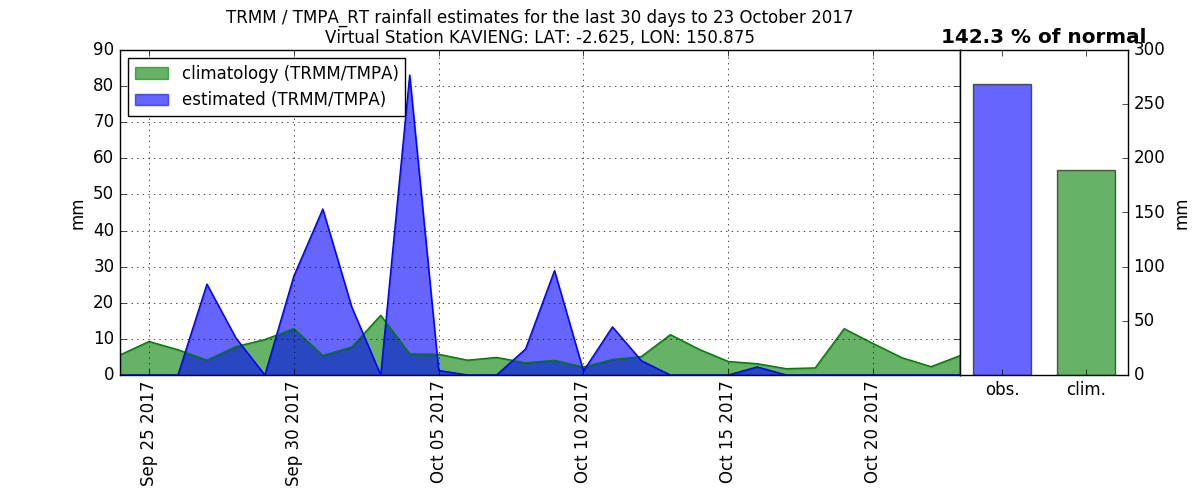 TRMM / TMPA_RT rainfall estimates for the last 30 days to 23 October 2017
Virtual Station KAVIENG: LAT: -2.625, LON: 150.875
142.3 % of normal
climatology (TRMM/TMPA)
estimated (TRMM/TMPA)
mm
90
80
70
60
50
40
30
20
10
0
Sep 25 2017
Sep 30 2017
Oct 05 2017
Oct 10 2017
Oct 15 2017
Oct 20 2017
300
250
200
150
100
50
0
mm
obs.
clim.